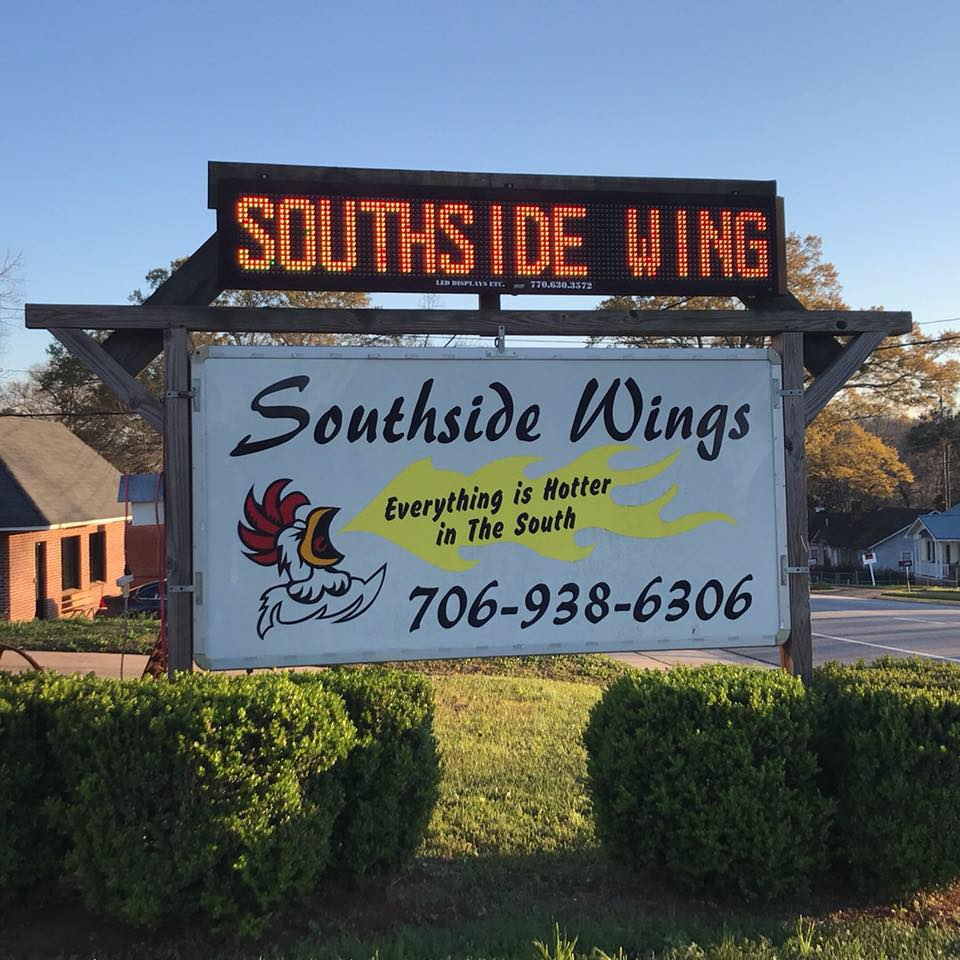 SOUTHSIDE WING
LED DISPLAYS ETC. 770.630.3572
Southside Wings
Everything is Hotter
in The South
706-938-6306